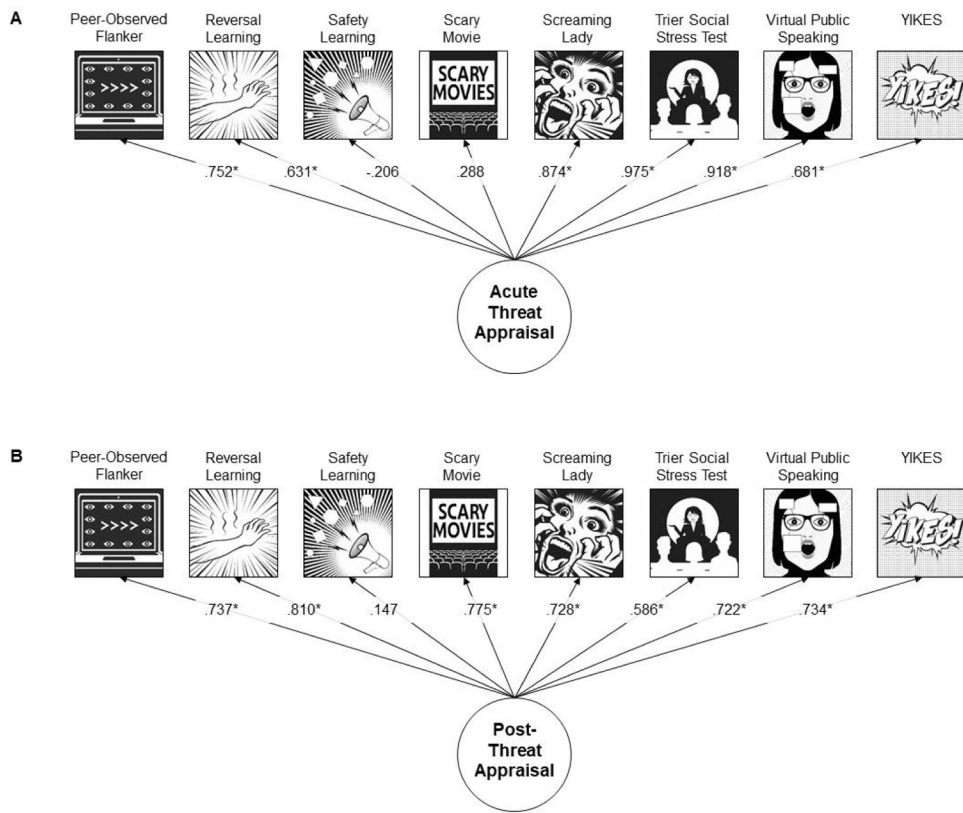 A
Peer-Observed
Flanker
Reversal
Learning
Safety
Learning
Scary
Movie
Screaming
Lady
Trier Social
Stress Test
Virtual Public
Speaking
YIKES
>>>>
SCARY
MOVIES
YiKES!
.752*
.631*
-.206
.288
.874*
.975*
.918*
.681*
Acute
Threat
Appraisal
B
Peer-Observed
Flanker
Reversal
Learning
Safety
Learning
Scary
Movie
Screaming
Lady
Trier Social
Stress Test
Virtual Public
Speaking
YIKES
>>>>
SCARY
MOVIES
YiKES!
.737*
.810*
.147
.775*
.728*
.586*
.722*
.734*
Post-
Threat
Appraisal